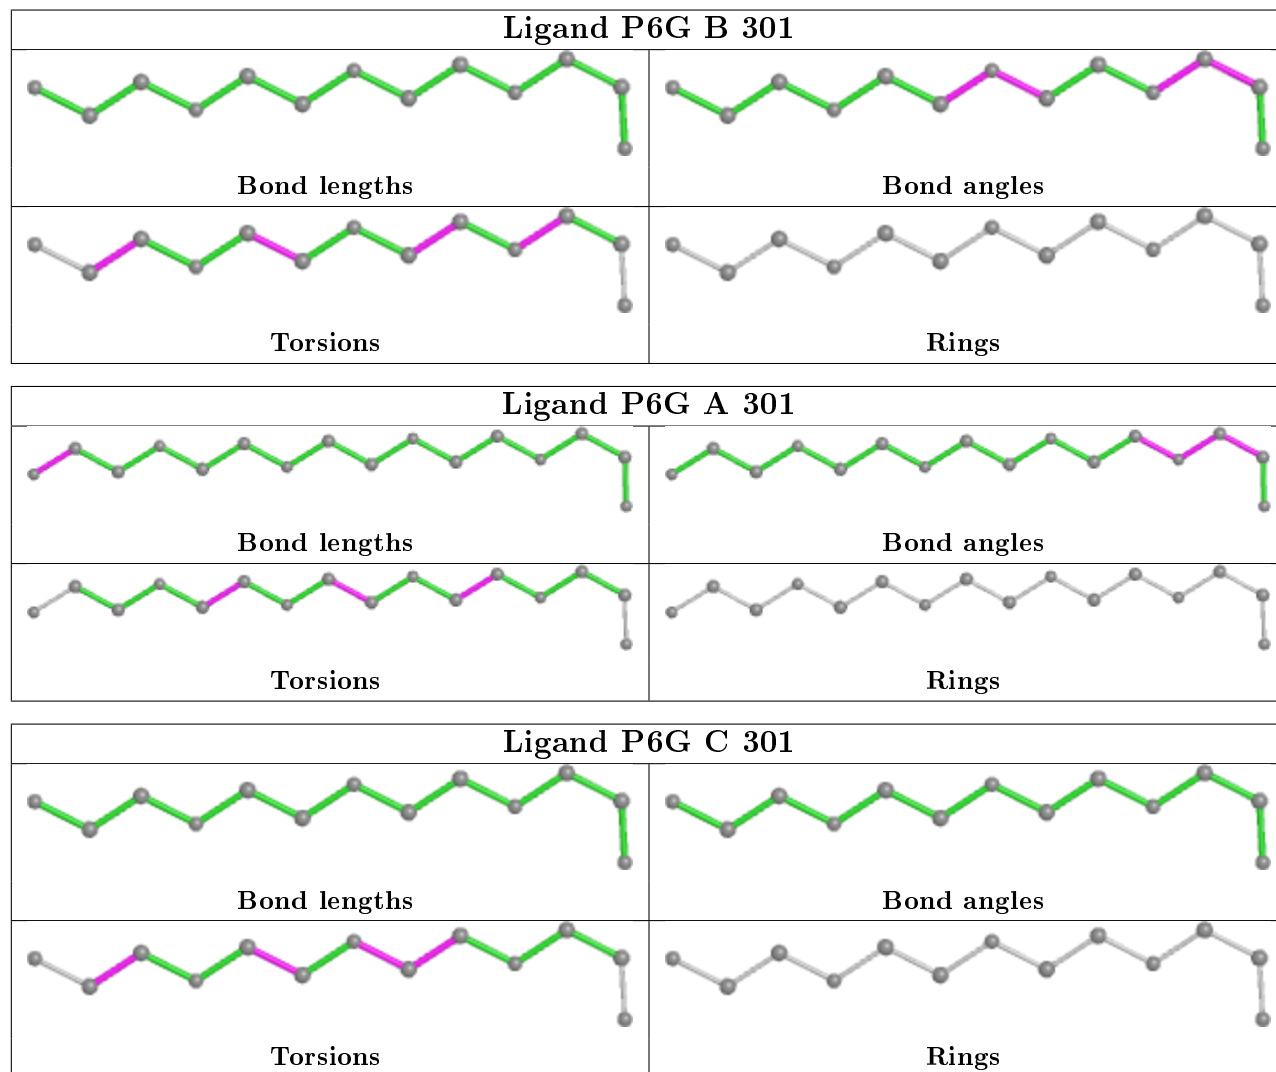 Ligand P6G B 301
Bond lengths
Bond angles
Torsions
Rings
Ligand P6G A 301
Bond lengths
Bond angles
Torsions
Rings
Ligand P6G C 301
Bond lengths
Bond angles
Torsions
Rings